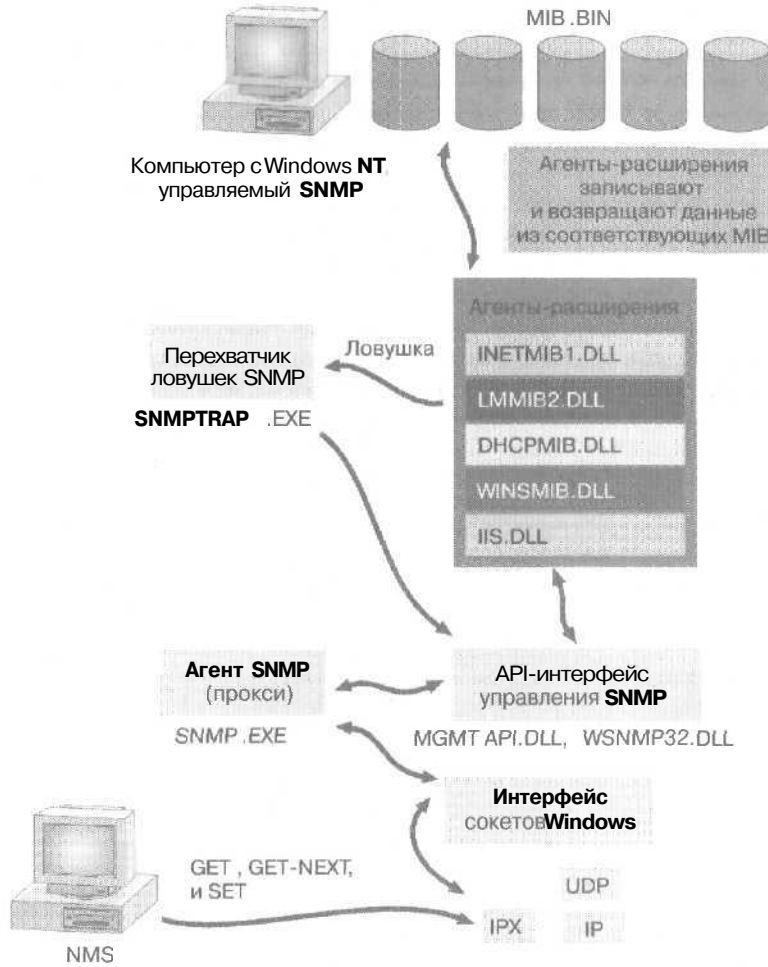 MIB.BIN
Компьютер с Windows NT,
управляемый SNMP
Агенты-расширения
записывают
и возвращают данные
из соответствующих MIB
Агенты-расширения
INETMIB1.DLL
LMMIB2.DLL
DHCPMIB.DLL
WINSMIB.DLL
IIS.DLL
Ловушка
Перехватчик
ловушек SNMP
SNMPTRAP .EXE
Агент SNMP
(прокси)
SNMP.EXE
API-интерфейс
управления SNMP
MGMT API.DLL, WSNMP32.DLL
Интерфейс
сокетов Windows
GET , GET-NEXT,
и SET
UDP
IPX IP
NMS